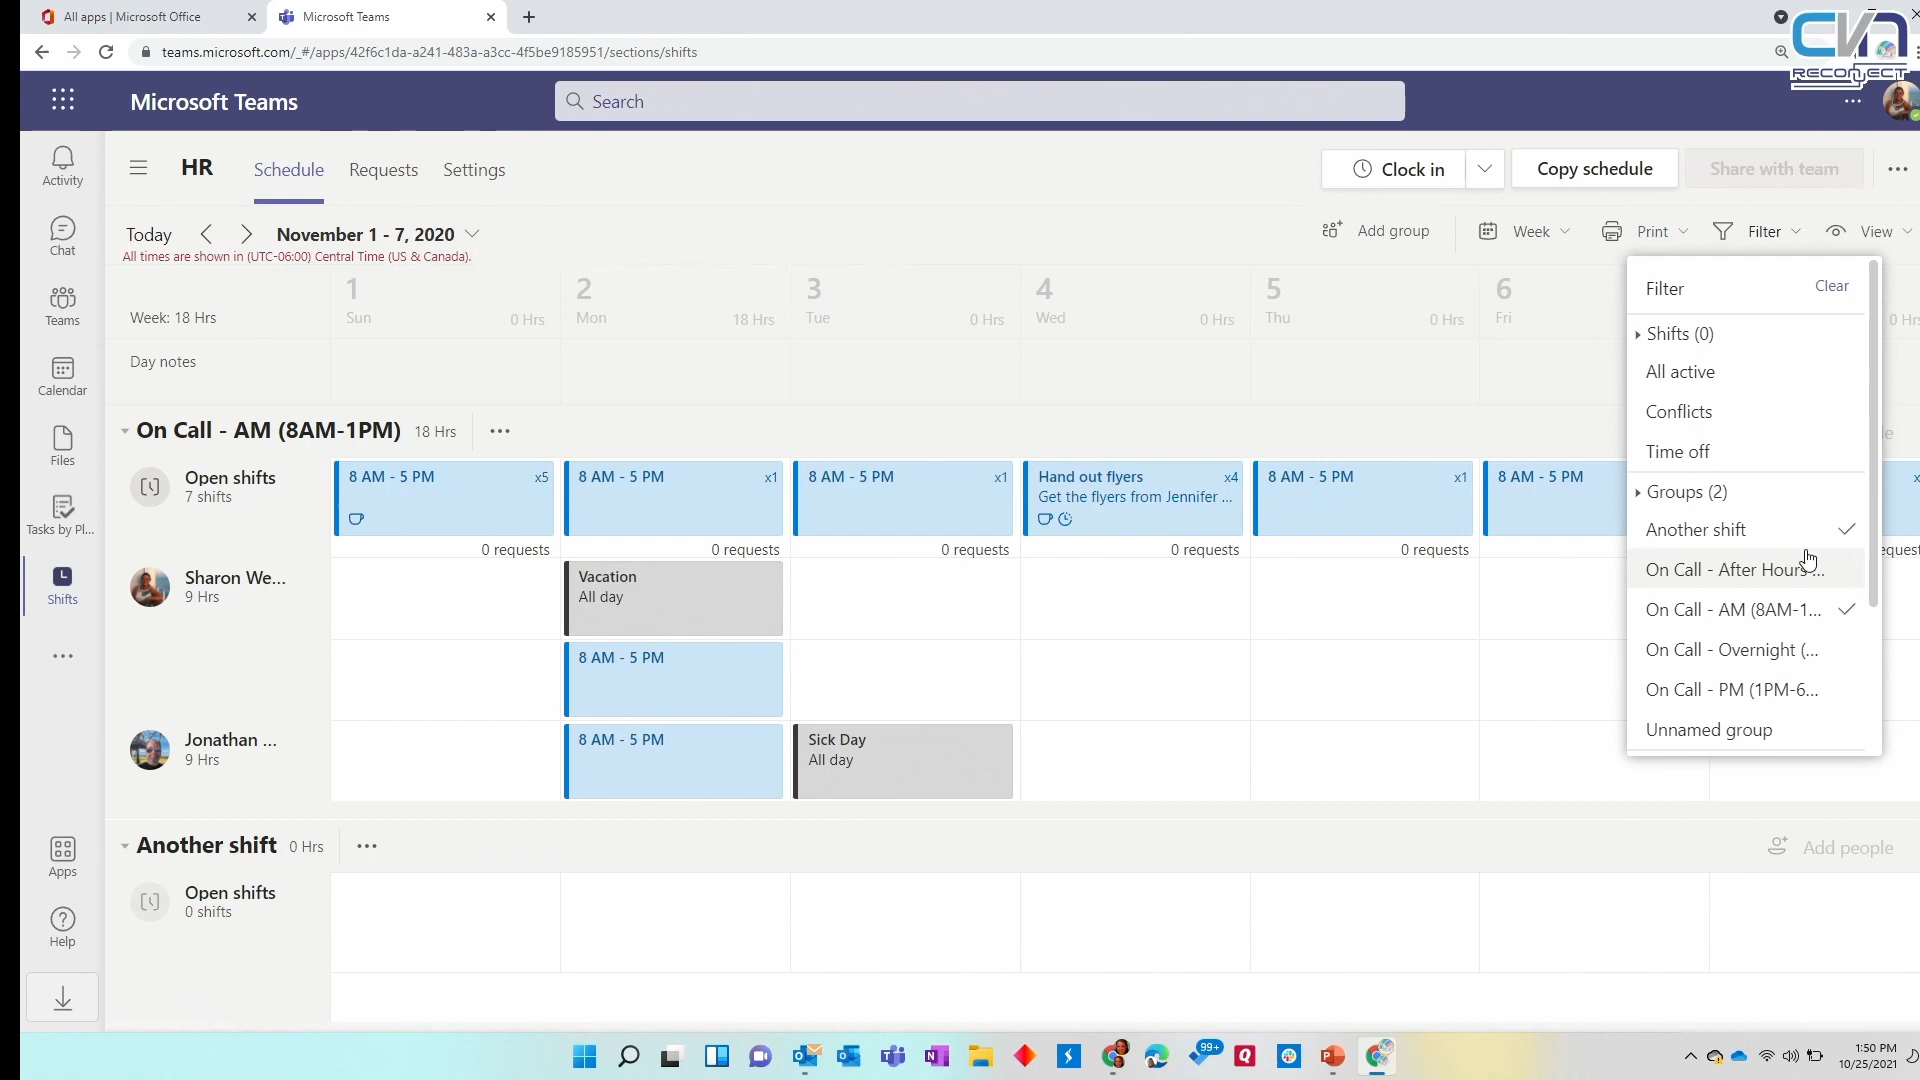 All apps | Microsoft Office
Microsoft Teams
teams.microsoft.com/_#/apps/42f6c1da-a241-483a-a3cc-4f5be9185951/sections/shifts
CVN
RECONJECT
Microsoft Teams
Search
Activity
Chat
Teams
Calendar
Files
Tasks by Pl...
Shifts
Apps
Help
HR
Schedule
Requests
Settings
Clock in
Copy schedule
Share with team
Today
November 1 - 7, 2020
All times are shown in (UTC-06:00) Central Time (US & Canada).
Add group
Week
Print
Filter
View
Week: 18 Hrs
1
Sun
0 Hrs
2
Mon
18 Hrs
3
Tue
0 Hrs
4
Wed
0 Hrs
5
Thu
0 Hrs
6
Fri
0 Hrs
Day notes
On Call - AM (8AM-1PM)
18 Hrs
Open shifts
7 shifts
8 AM - 5 PM
x5
0 requests
8 AM - 5 PM
x1
0 requests
8 AM - 5 PM
x1
0 requests
Hand out flyers
x4
Get the flyers from Jennifer ...
0 requests
8 AM - 5 PM
x1
0 requests
8 AM - 5 PM
Sharon We...
9 Hrs
Vacation
All day
8 AM - 5 PM
Jonathan ...
9 Hrs
8 AM - 5 PM
Sick Day
All day
Another shift
0 Hrs
Add people
Open shifts
0 shifts
Filter
Clear
Shifts (0)
All active
Conflicts
Time off
Groups (2)
Another shift
On Call - After Hours ...
On Call - AM (8AM-1...
On Call - Overnight (...
On Call - PM (1PM-6...
Unnamed group
99+
1:50 PM
10/25/2021